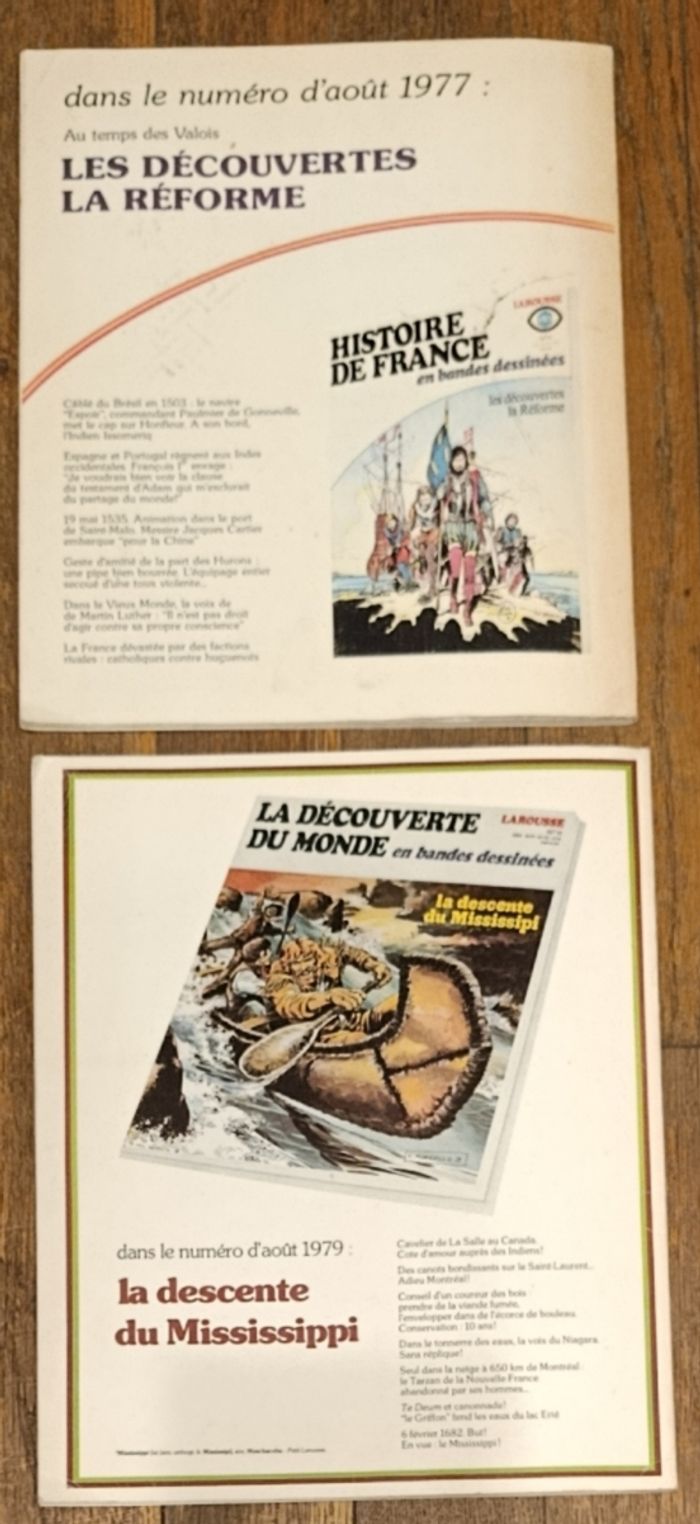 dans le numéro d'août 1977 :
Au temps des Valois
LES DÉCOUVERTES
LA RÉFORME
LAROUSSE
HISTOIRE
DE FRANCE
en bandes dessinées
les découvertes
la Réforme
Câblé du Brésil en 1503 : le navire
"Espoir", commandant Paulmier de Gonneville,
met le cap sur Honfleur. A son bord,
l'Indien
Espagne et Portugal règnent aux Indes
occidentales. François Ier enrage :
"Je voudrais bien voir la clause
du testament d'Adam qui m'exclurait
du partage du monde!"
19 mai 1535. Animation dans le port
de Saint-Malo. Messire Jacques Cartier
embarque "pour la Chine"
Geste d'amitié de la part des Hurons :
une pipe bien bourrée. L'équipage entier
secoué d'une toux violente...
Dans le Vieux Monde, la voix de
de Martin Luther : "Il n'est pas droit
d'agir contre sa propre conscience"
La France dévastée par des factions
rivales : catholiques contre huguenots
LA DÉCOUVERTE
DU MONDE en bandes dessinées
LAROUSSE
la descente
du Mississipi
dans le numéro d'août 1979 :
la descente
du Mississippi
Cavelier de La Salle au Canada.
Cote d'amour auprès des Indiens!
Des canots bondissants sur le Saint-Laurent...
Adieu Montréal!
Conseil d'un coureur des bois :
prendre de la viande fumée,
l'envelopper dans de l'écorce de bouleau.
Conservation : 10 ans!
Dans le tonnerre des eaux, la voix du Niagara.
Sans réplique!
Seul dans la neige à 650 km de Montréal :
le Tarzan de la Nouvelle-France
abandonné par ses hommes...
Te Deum et canonnade!
"le Griffon" fend les eaux du lac Érié
6 février 1682. But!
En vue : le Mississippi!